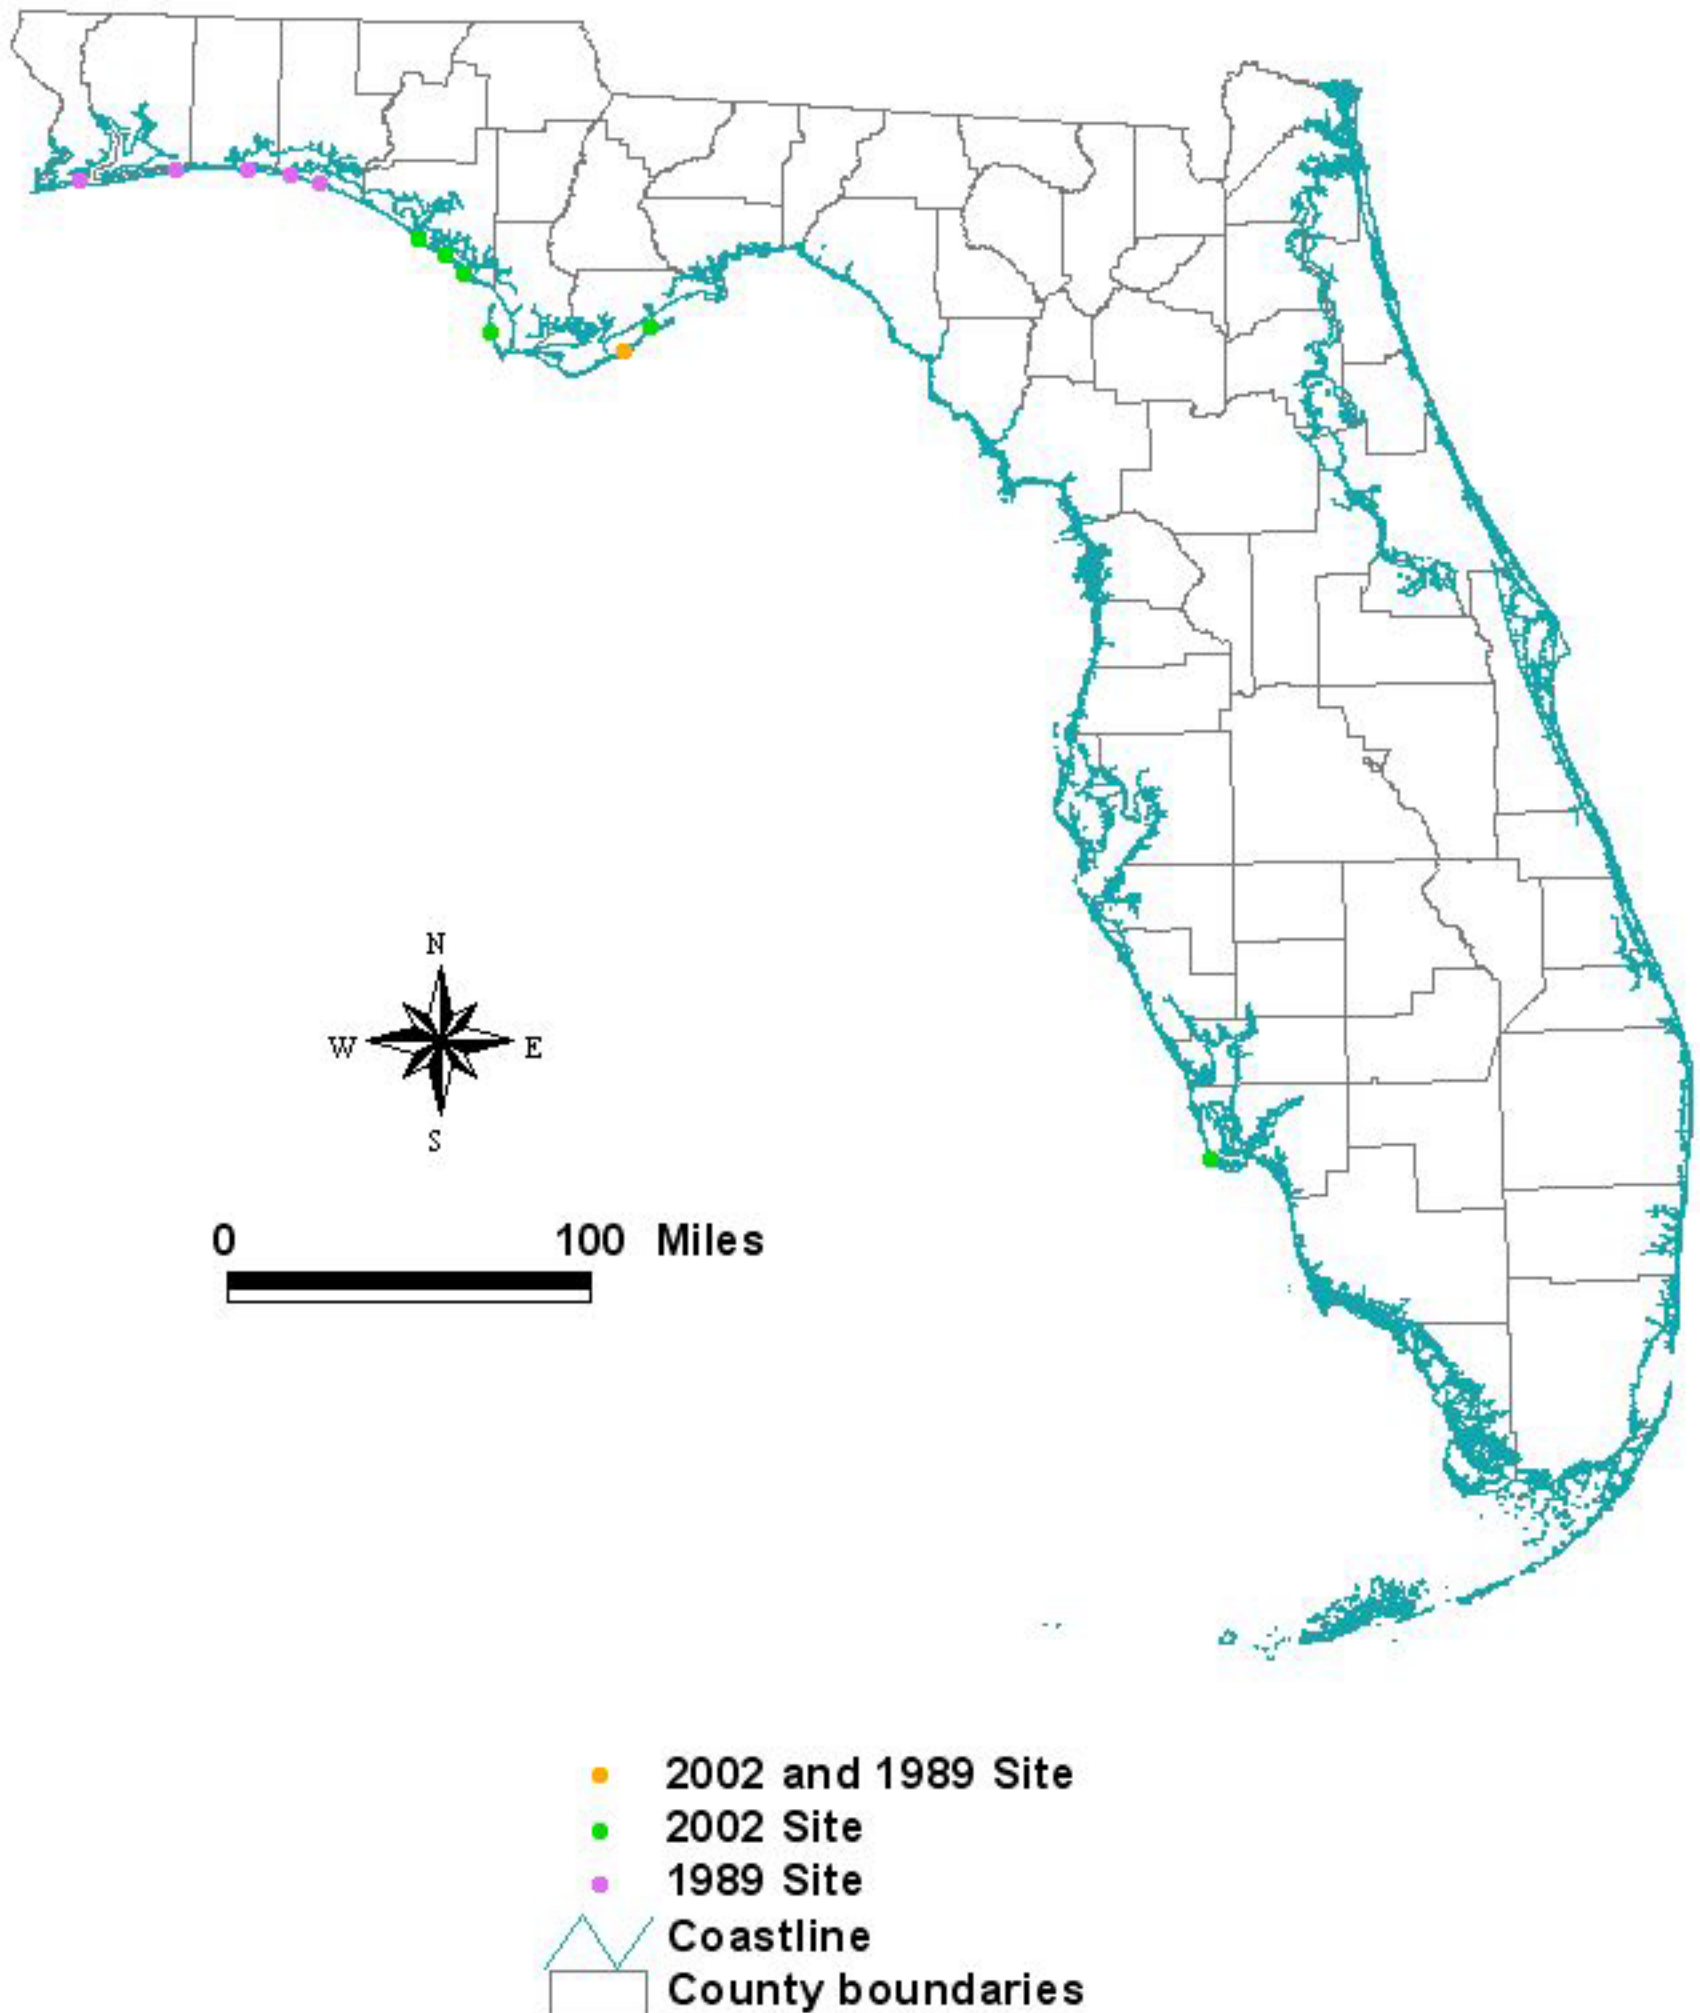 N
W E
S
0 100 Miles
2002 and 1989 Site
2002 Site
1989 Site
Coastline
County boundaries